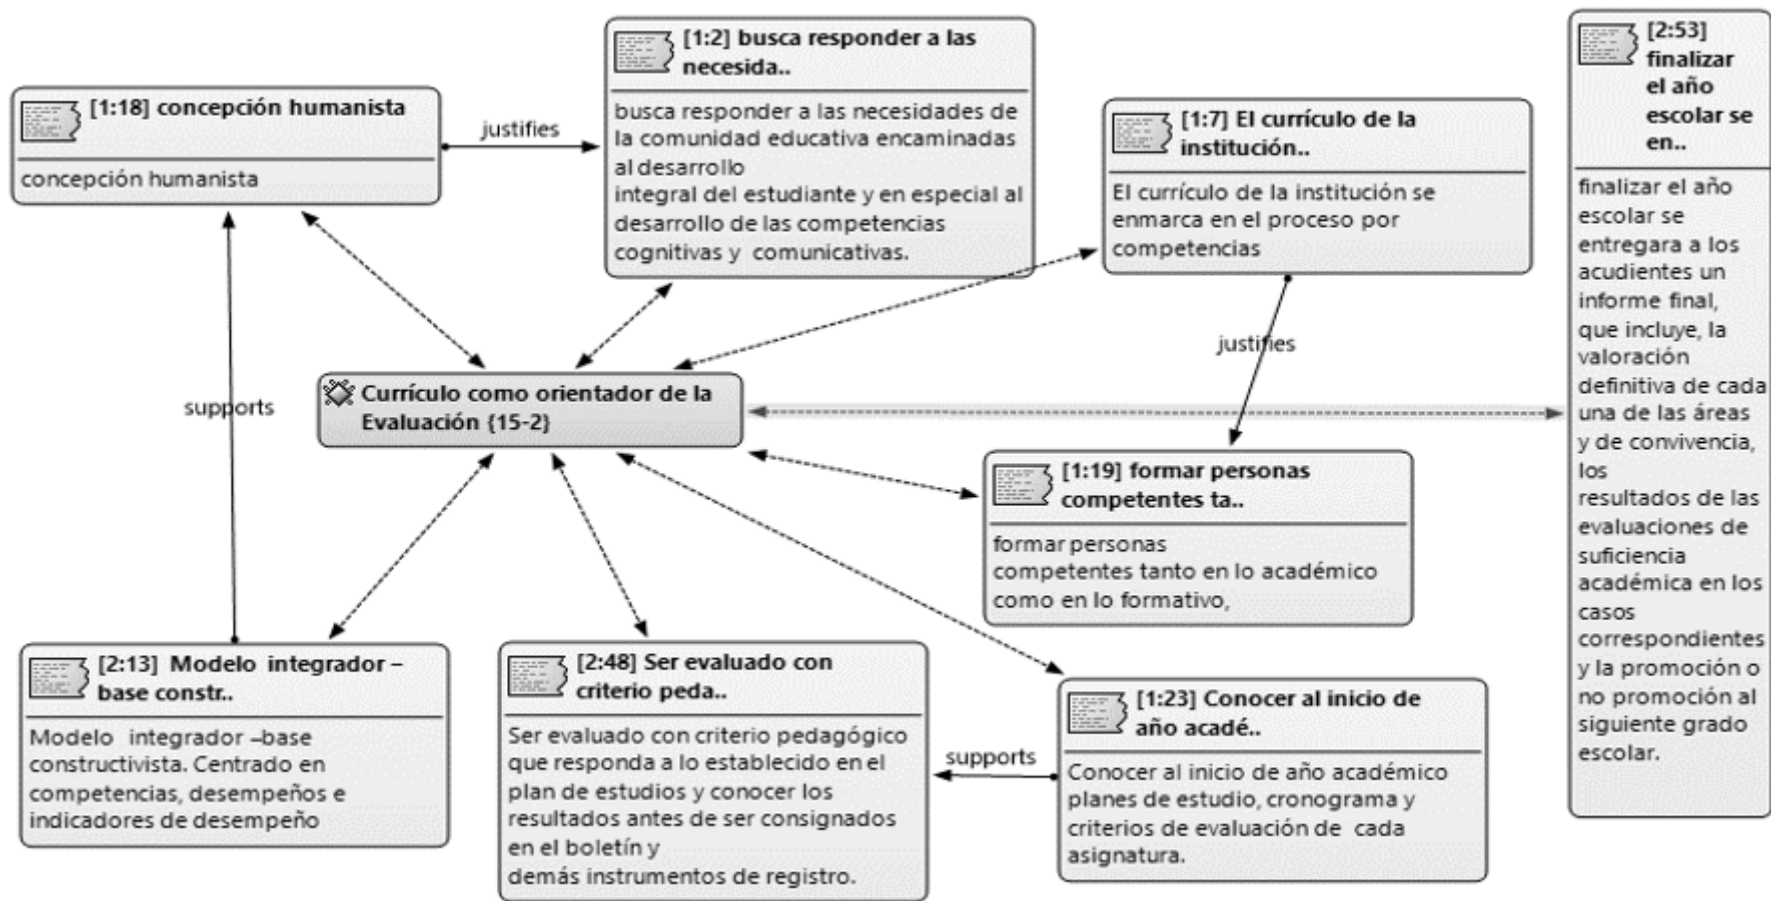 [1:18] concepción humanista
concepción humanista
justifies
[1:2] busca responder a las
necesida..
busca responder a las necesidades de
la comunidad educativa encaminadas
al desarrollo
integral del estudiante y en especial al
desarrollo de las competencias
cognitivas y comunicativas.
[1:7] El currículo de la
institución..
El currículo de la institución se
enmarca en el proceso por
competencias
justifies
[2:53]
finalizar
el año
escolar se
en..
finalizar el año
escolar se
entregara a los
acudientes un
informe final,
que incluye, la
valoración
definitiva de cada
una de las áreas
y de convivencia,
los
resultados de las
evaluaciones de
suficiencia
académica en los
casos
correspondientes
y la promoción o
no promoción al
siguiente grado
escolar.
supports
Currículo como orientador de la
Evaluación {15-2}
[1:19] formar personas
competentes ta..
formar personas
competentes tanto en lo académico
como en lo formativo,
[2:13] Modelo integrador –
base constr..
Modelo integrador –base
constructivista. Centrado en
competencias, desempeños e
indicadores de desempeño
[2:48] Ser evaluado con
criterio peda..
Ser evaluado con criterio pedagógico
que responda a lo establecido en el
plan de estudios y conocer los
resultados antes de ser consignados
en el boletín y
demás instrumentos de registro.
supports
[1:23] Conocer al inicio de
año acadé..
Conocer al inicio de año académico
planes de estudio, cronograma y
criterios de evaluación de cada
asignatura.